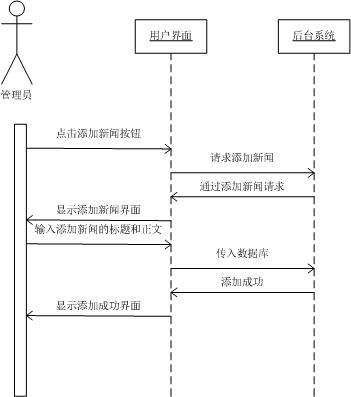 用户界面
后台系统
管理员
点击添加新闻按钮
请求添加新闻
通过添加新闻请求
显示添加新闻界面
输入添加新闻的标题和正文
传入数据库
添加成功
显示添加成功界面